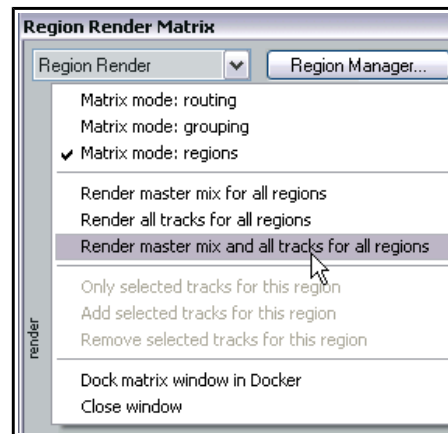 Region Render Matrix
Region Render Region Manager...
Matrix mode: routing
Matrix mode: grouping
Matrix mode: regions
Render master mix for all regions
Render all tracks for all regions
Render master mix and all tracks for all regions
Only selected tracks for this region
Add selected tracks for this region
Remove selected tracks for this region
render
Dock matrix window in Docker
Close window